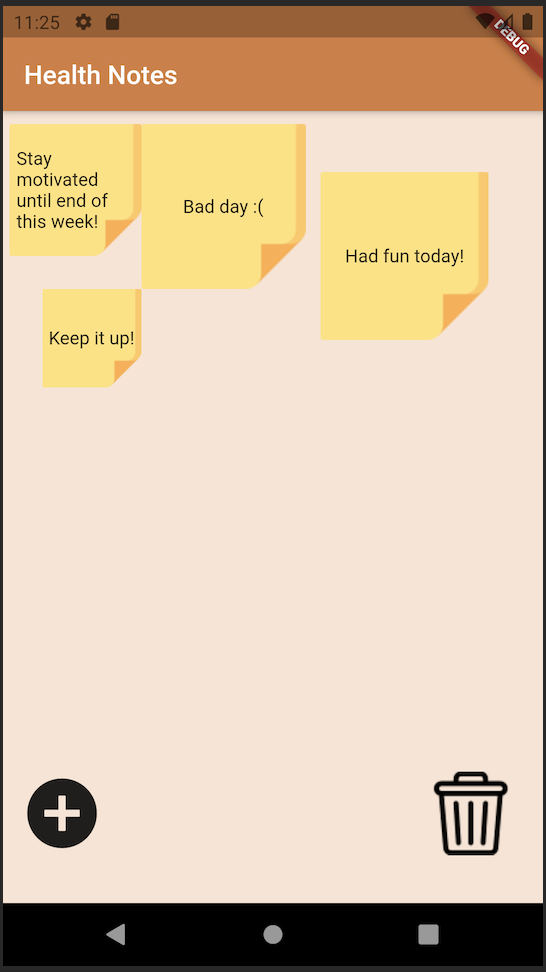 11:25
DEBUG
Health Notes
Stay
motivated
until end of
this week!
Bad day :(
Had fun today!
Keep it up!